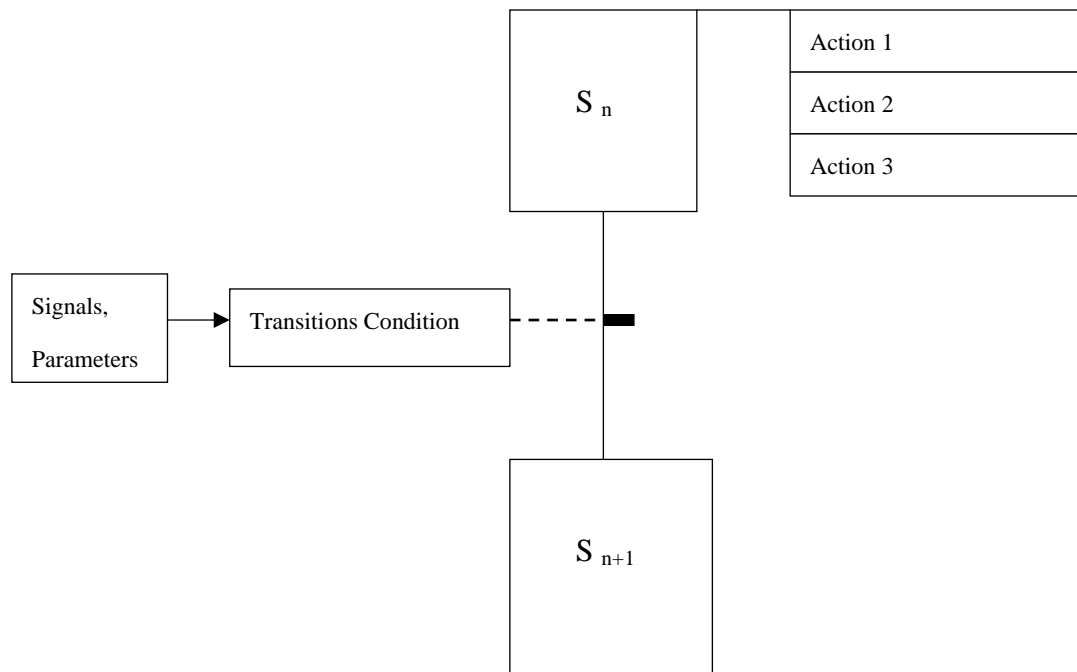 S n
Action 1
Action 2
Action 3
Signals,
Parameters
Transitions Condition
S n+1